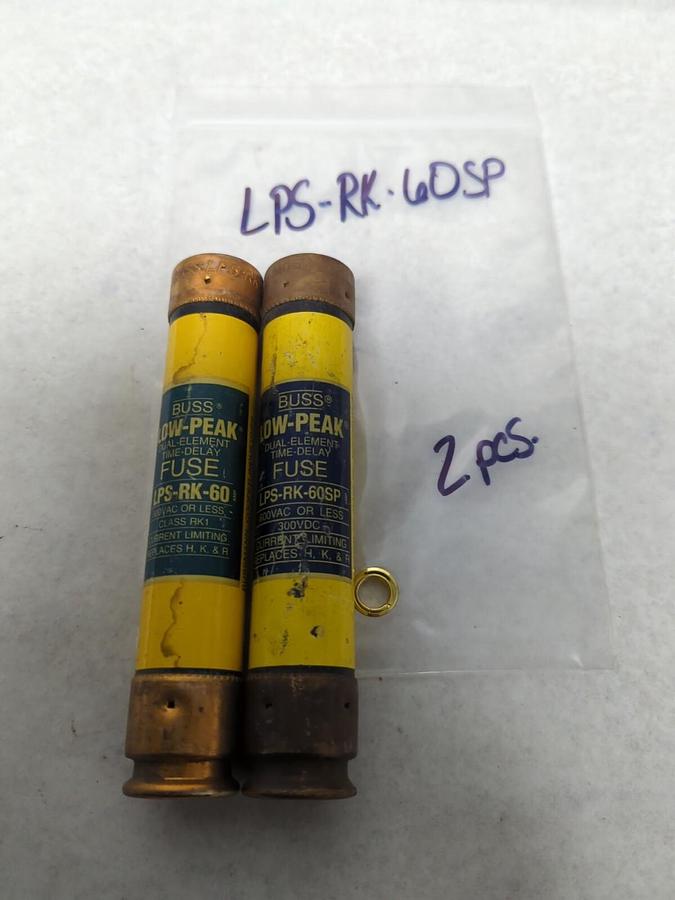 LPS-RK-60SP
2 pcs.
BUSS®
LOW-PEAK®
DUAL-ELEMENT
TIME-DELAY
FUSE
LPS-RK-60
600VAC OR LESS
CLASS RK1
CURRENT LIMITING
REPLACES H, K, & R
BUSS®
LOW-PEAK®
DUAL-ELEMENT
TIME-DELAY
FUSE
LPS-RK-60SP
600VAC OR LESS
300VDC
CURRENT LIMITING
REPLACES H, K, & R